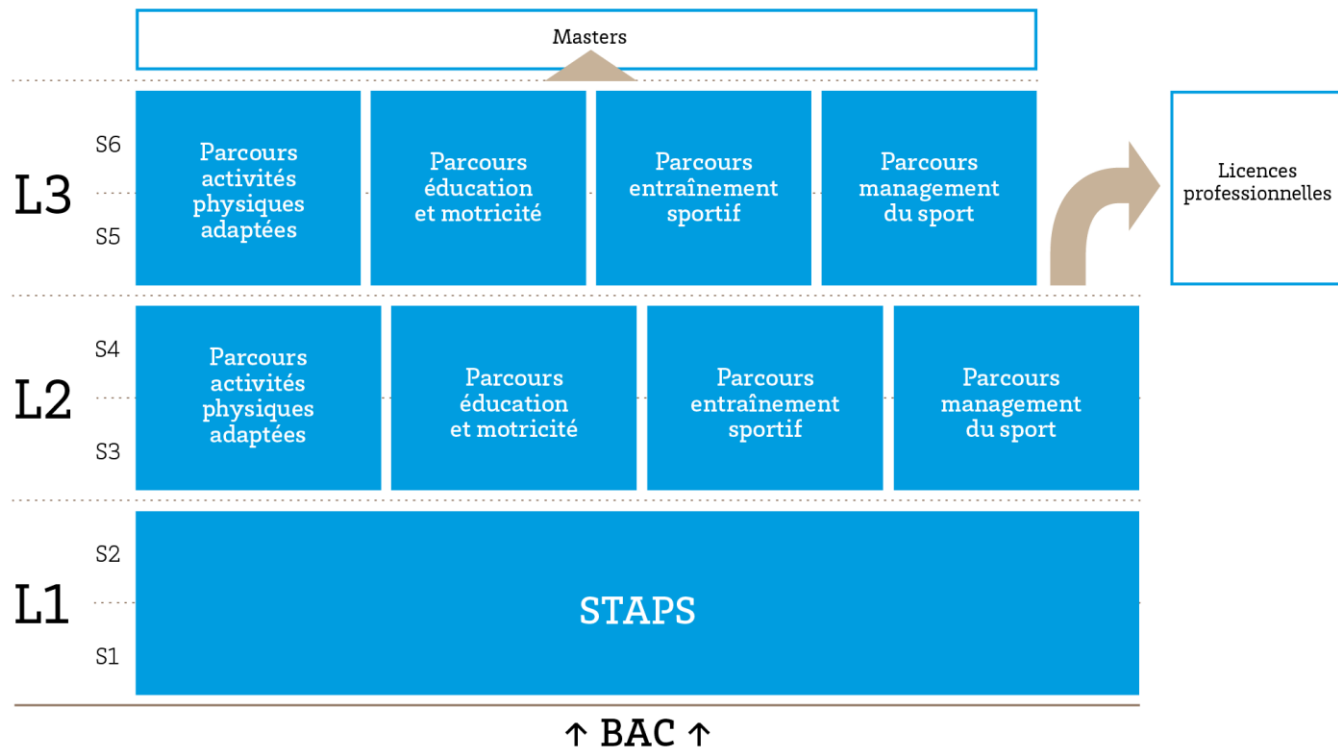 Masters
L3
S6
S5
Parcours
activités
physiques
adaptées
Parcours
éducation
et motricité
Parcours
entraînement
sportif
Parcours
management
du sport
Licences
professionnelles
L2
S4
S3
Parcours
activités
physiques
adaptées
Parcours
éducation
et motricité
Parcours
entraînement
sportif
Parcours
management
du sport
L1
S2
S1
STAPS
↑ BAC ↑